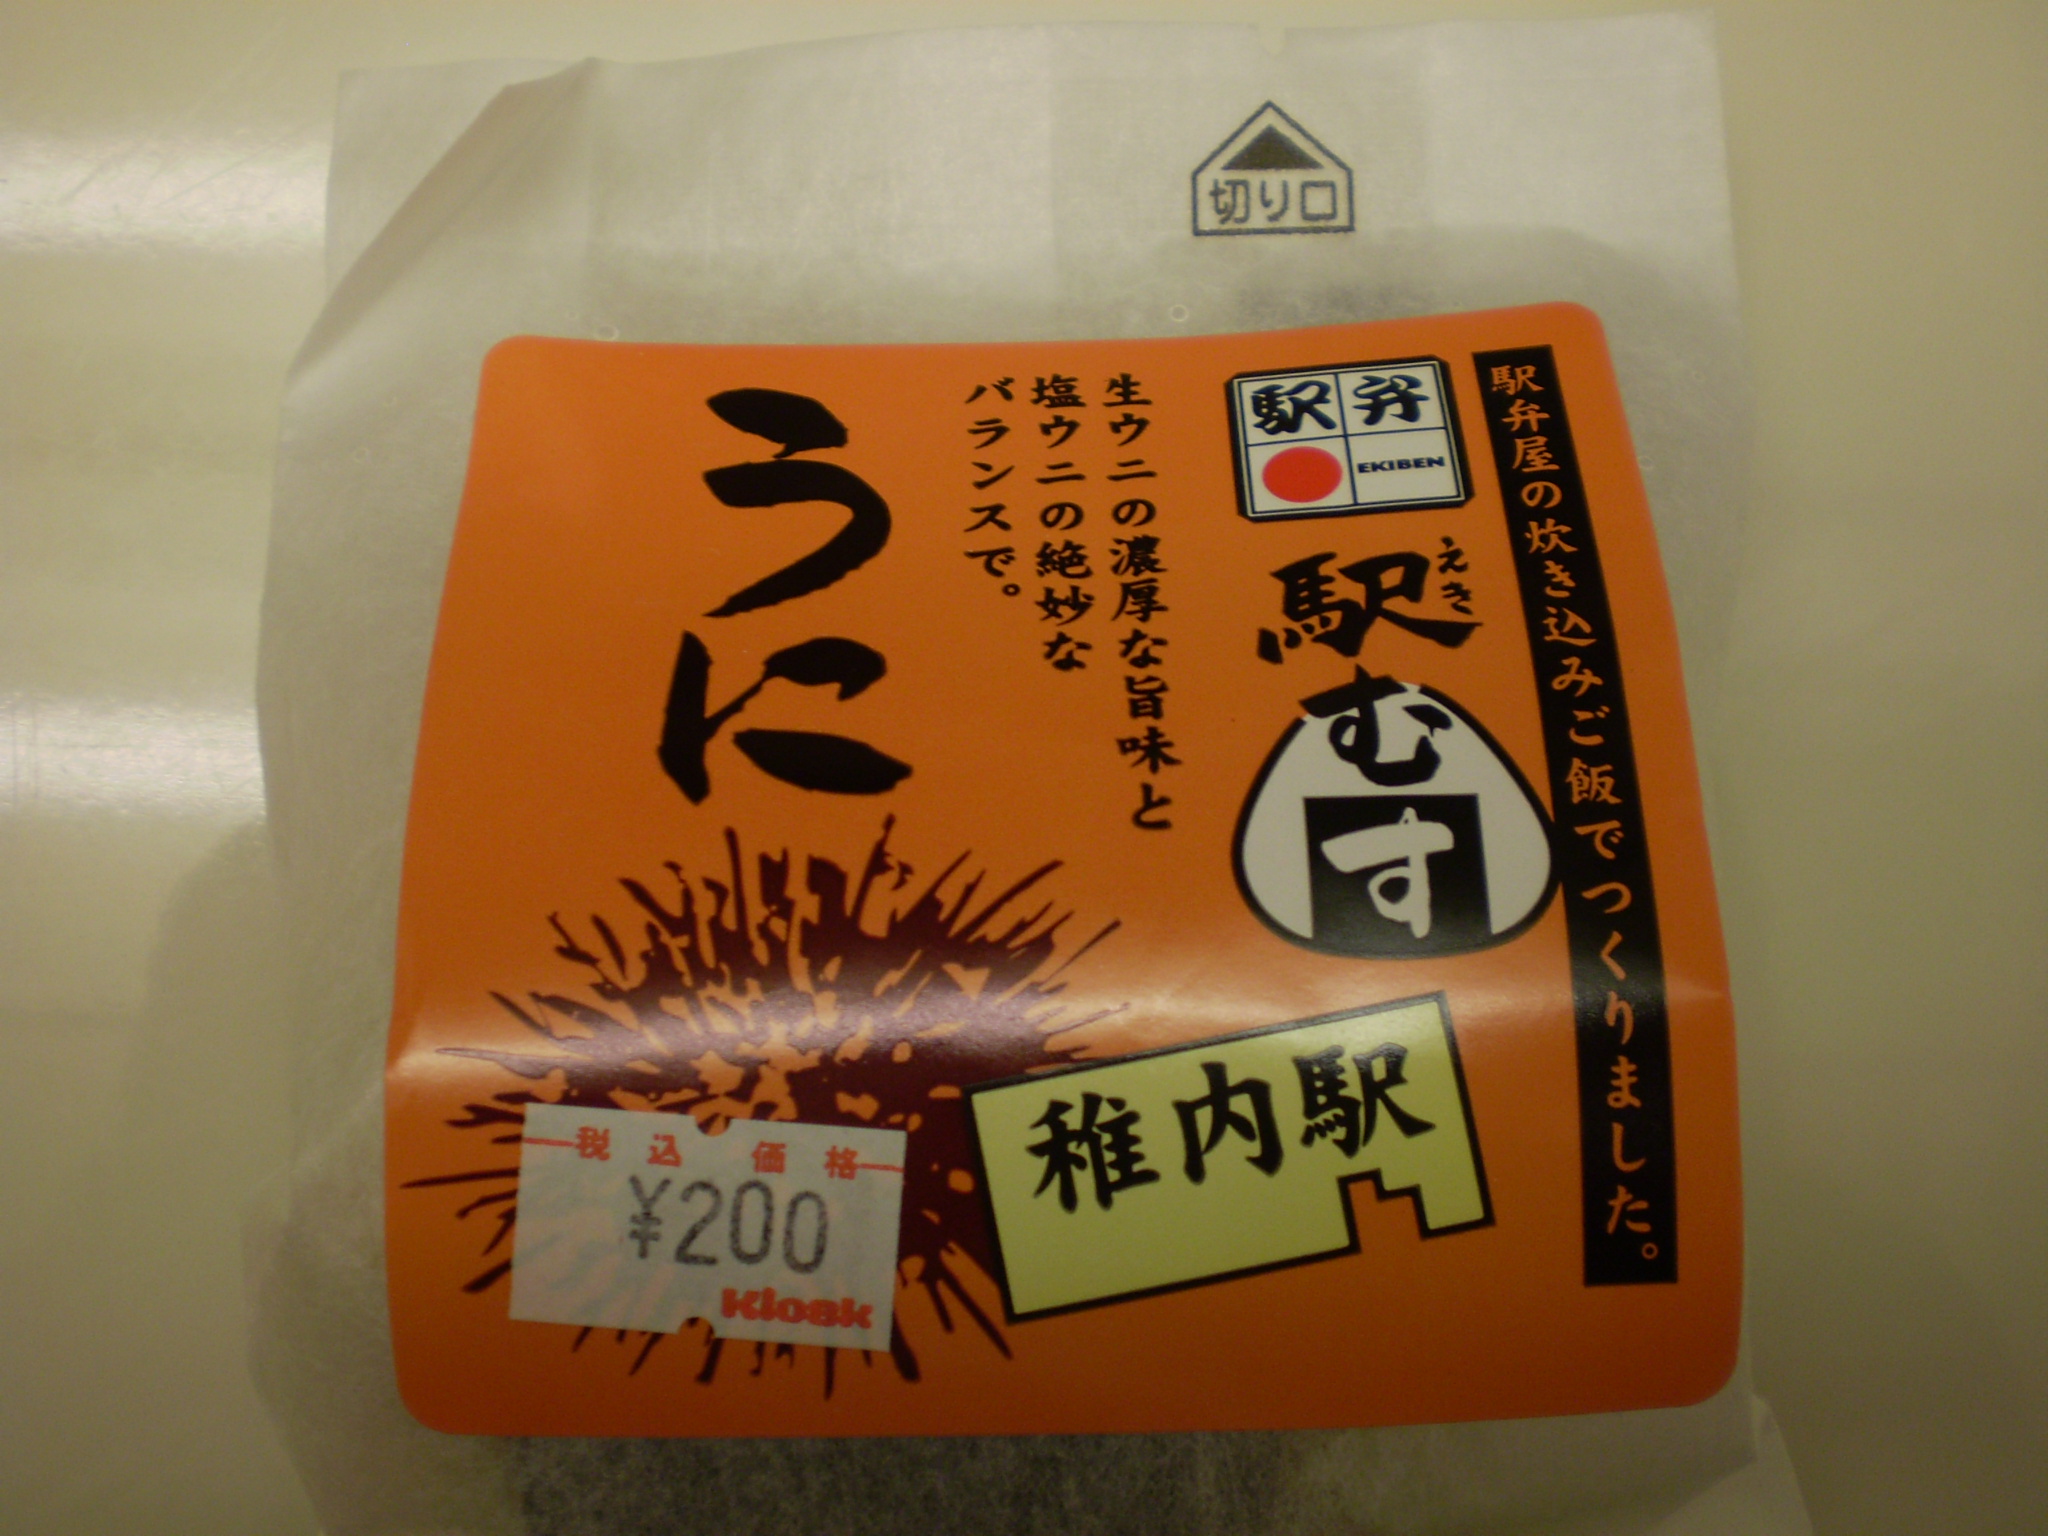 切り口
駅弁屋の炊き込みご飯でつくりました。
駅弁
EKIBEN
えき
駅むす
生ウニの濃厚な旨味と
塩ウニの絶妙な
バランスで。
うに
稚内駅
税込価格
¥200
Kiosk